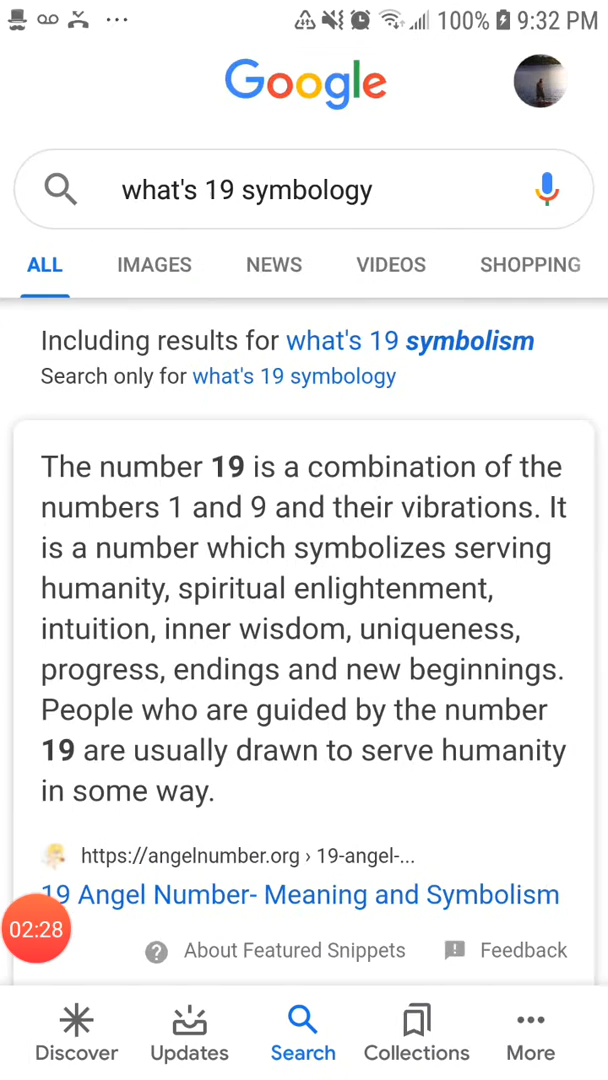 100% 9:32 PM
Google
what's 19 symbology
ALL IMAGES NEWS VIDEOS SHOPPING
Including results for what's 19 symbolism
Search only for what's 19 symbology
The number 19 is a combination of the
numbers 1 and 9 and their vibrations. It
is a number which symbolizes serving
humanity, spiritual enlightenment,
intuition, inner wisdom, uniqueness,
progress, endings and new beginnings.
People who are guided by the number
19 are usually drawn to serve humanity
in some way.
https://angelnumber.org › 19-angel-...
19 Angel Number- Meaning and Symbolism
02:28
About Featured Snippets Feedback
Discover Updates Search Collections More